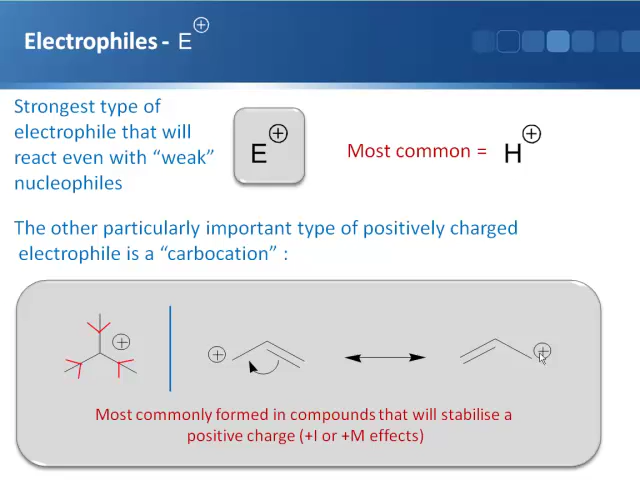 Electrophiles - E⊕
Strongest type of
electrophile that will
react even with “weak”
nucleophiles
E⊕
Most common = H⊕
The other particularly important type of positively charged
electrophile is a “carbocation” :
⊕
⊕
⊕
Most commonly formed in compounds that will stabilise a
positive charge (+I or +M effects)